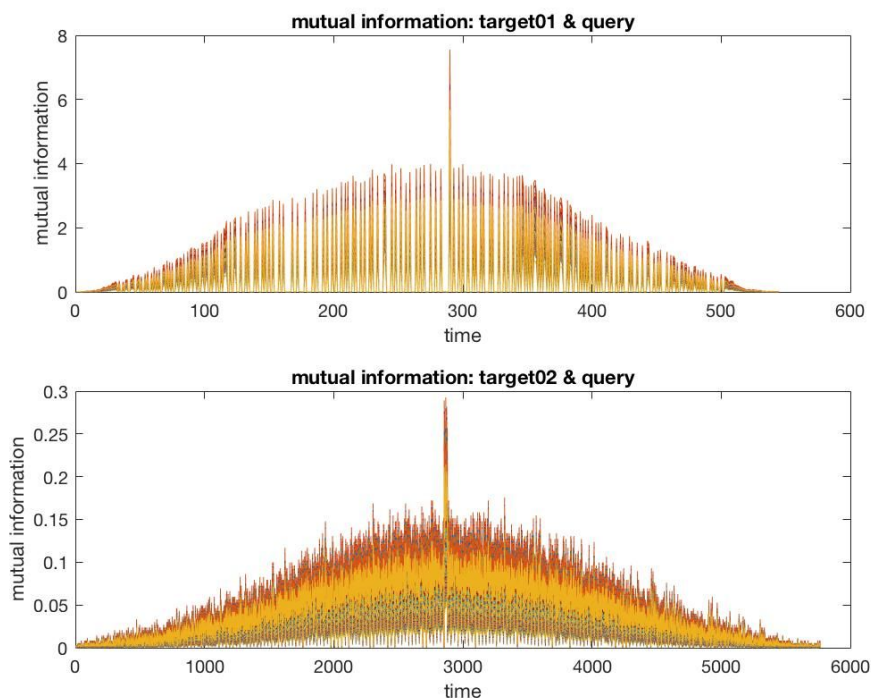 mutual information: target01 & query
8
6
4
2
0
mutual information
0 100 200 300 400 500 600
time
mutual information: target02 & query
0.3
0.25
0.2
0.15
0.1
0.05
0
mutual information
0 1000 2000 3000 4000 5000 6000
time